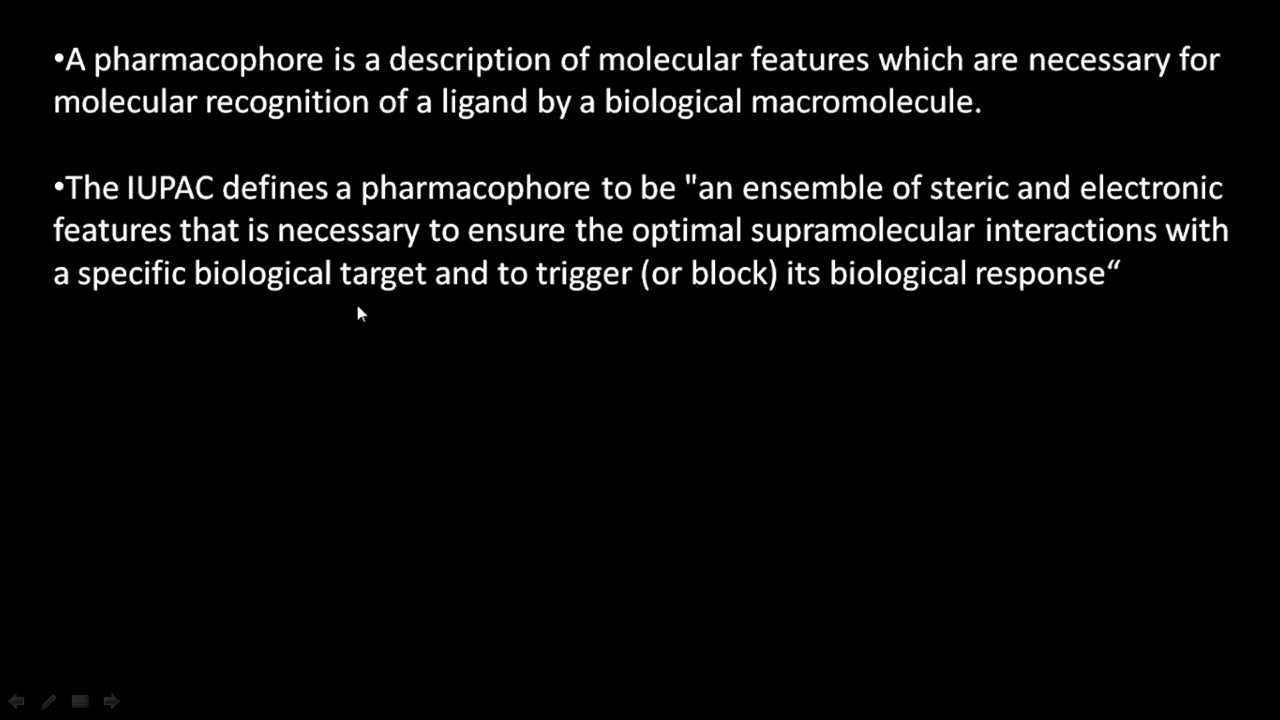 •A pharmacophore is a description of molecular features which are necessary for
molecular recognition of a ligand by a biological macromolecule.
•The IUPAC defines a pharmacophore to be "an ensemble of steric and electronic
features that is necessary to ensure the optimal supramolecular interactions with
a specific biological target and to trigger (or block) its biological response“